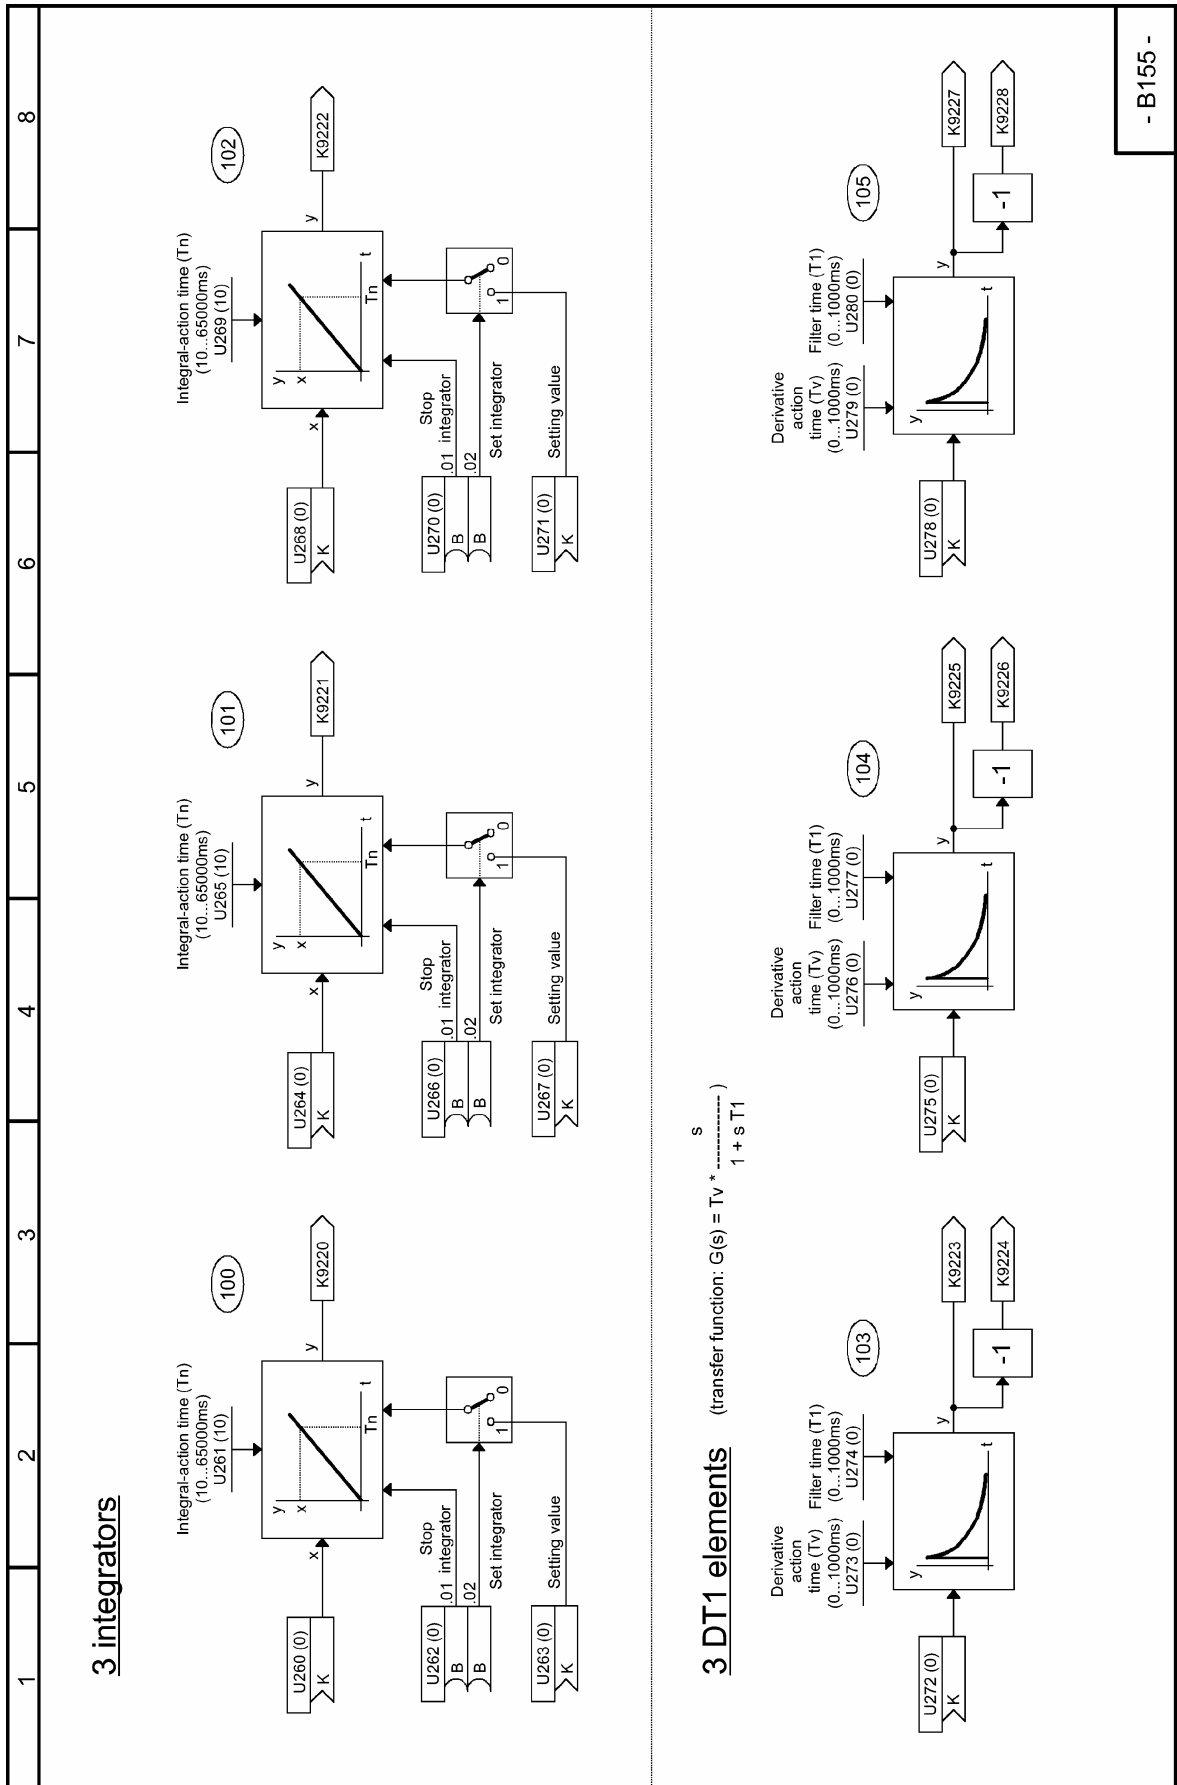 1 2 3 4 5 6 7 8
3 integrators
Integral-action time (Tn)
(10...65000ms)
U261 (10)
100
U260 (0)
K
x
y
x
Tn
t
y
K9220
U262 (0)
B
B
.01
.02
Stop
integrator
Set integrator
1
0
U263 (0)
K
Setting value
Integral-action time (Tn)
(10...65000ms)
U265 (10)
101
U264 (0)
K
x
y
x
Tn
t
y
K9221
U266 (0)
B
B
.01
.02
Stop
integrator
Set integrator
1
0
U267 (0)
K
Setting value
Integral-action time (Tn)
(10...65000ms)
U269 (10)
102
U268 (0)
K
x
y
x
Tn
t
y
K9222
U270 (0)
B
B
.01
.02
Stop
integrator
Set integrator
1
0
U271 (0)
K
Setting value
3 DT1 elements
(transfer function: G(s) = Tv * ----------- )
s
1 + s T1
Derivative
action
time (Tv)
(0...1000ms)
U273 (0)
Filter time (T1)
(0...1000ms)
U274 (0)
103
U272 (0)
K
y
t
y
K9223
-1
K9224
Derivative
action
time (Tv)
(0...1000ms)
U276 (0)
Filter time (T1)
(0...1000ms)
U277 (0)
104
U275 (0)
K
y
t
y
K9225
-1
K9226
Derivative
action
time (Tv)
(0...1000ms)
U279 (0)
Filter time (T1)
(0...1000ms)
U280 (0)
105
U278 (0)
K
y
t
y
K9227
-1
K9228
- B155 -